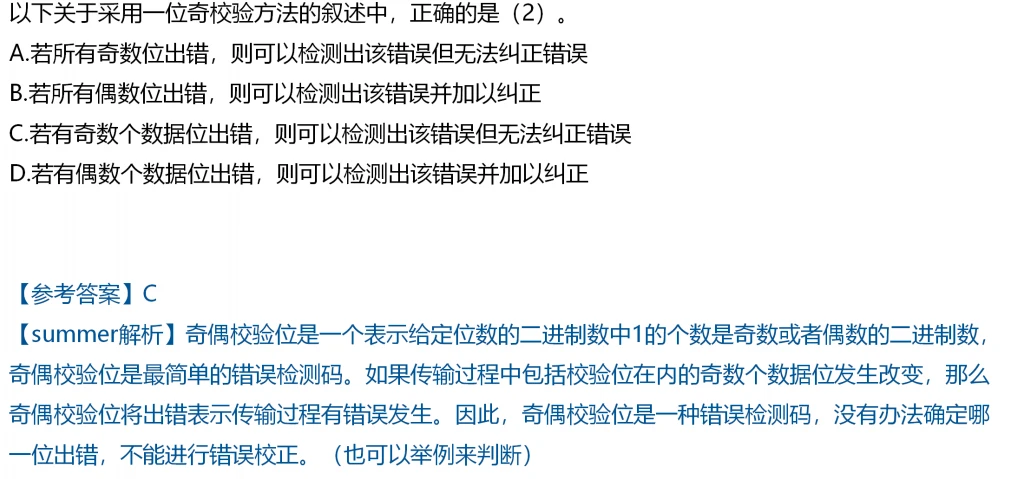 以下关于采用一位奇校验方法的叙述中，正确的是（2）。
A.若所有奇数位出错，则可以检测出该错误但无法纠正错误
B.若所有偶数位出错，则可以检测出该错误并加以纠正
C.若有奇数个数据位出错，则可以检测出该错误但无法纠正错误
D.若有偶数个数据位出错，则可以检测出该错误并加以纠正
【参考答案】C
【summer解析】奇偶校验位是一个表示给定位数的二进制数中1的个数是奇数或者偶数的二进制数，
奇偶校验位是最简单的错误检测码。如果传输过程中包括校验位在内的奇数个数据位发生改变，那么
奇偶校验位将出错表示传输过程有错误发生。因此，奇偶校验位是一种错误检测码，没有办法确定哪
一位出错，不能进行错误校正。（也可以举例来判断）